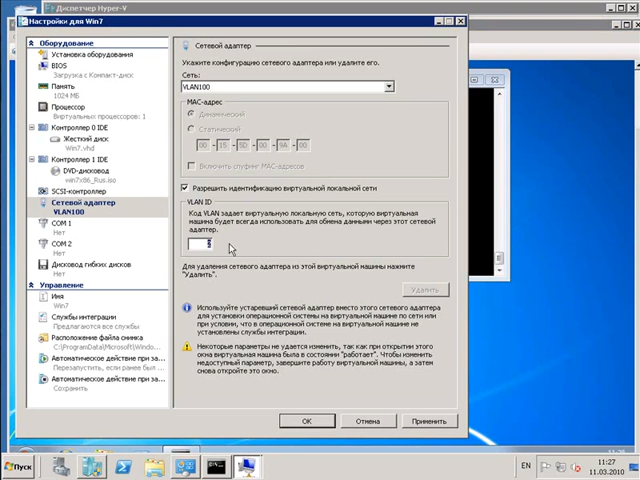 Диспетчер Hyper-V
Настройки для Win7
Оборудование
Установка оборудования
BIOS
Загрузка с Компакт-диск
Память
1024 МБ
Процессор
Виртуальных процессоров: 1
Контроллер 0 IDE
Жесткий диск
Win7.vhd
Контроллер 1 IDE
DVD-дисковод
win7x86_Rus.iso
SCSI-контроллер
Сетевой адаптер
VLAN100
COM 1
Нет
COM 2
Нет
Дисковод гибких дисков
Нет
Управление
Имя
Win7
Службы интеграции
Предлагаются все службы
Расположение файла снимка
C:\ProgramData\Microsoft\Windo...
Автоматическое действие при за...
Перезапустить, если ранее был ...
Автоматическое действие при за...
Сохранить
Сетевой адаптер
Укажите конфигурацию сетевого адаптера или удалите его.
Сеть:
VLAN100
MAC-адрес
Динамический
Статический
00 - 15 - 5D - 00 - 9A - 00
Включить спуфинг MAC-адресов
Разрешить идентификацию виртуальной локальной сети
VLAN ID
Код VLAN задает виртуальную локальную сеть, которую виртуальная
машина будет всегда использовать для обмена данными через этот сетевой
адаптер.
2
Для удаления сетевого адаптера из этой виртуальной машины нажмите
"Удалить".
Удалить
Используйте устаревший сетевой адаптер вместо этого сетевого адаптера
для установки операционной системы на виртуальной машине по сети или
при условии, что в операционной системе на виртуальной машине не
установлены службы интеграции.
Некоторые параметры не удается изменить, так как при открытии этого
окна виртуальная машина была в состоянии "работает". Чтобы изменить
недоступный параметр, завершите работу виртуальной машины, а затем
снова откройте это окно.
OK
Отмена
Применить
Пуск
EN
11:27
11.03.2010